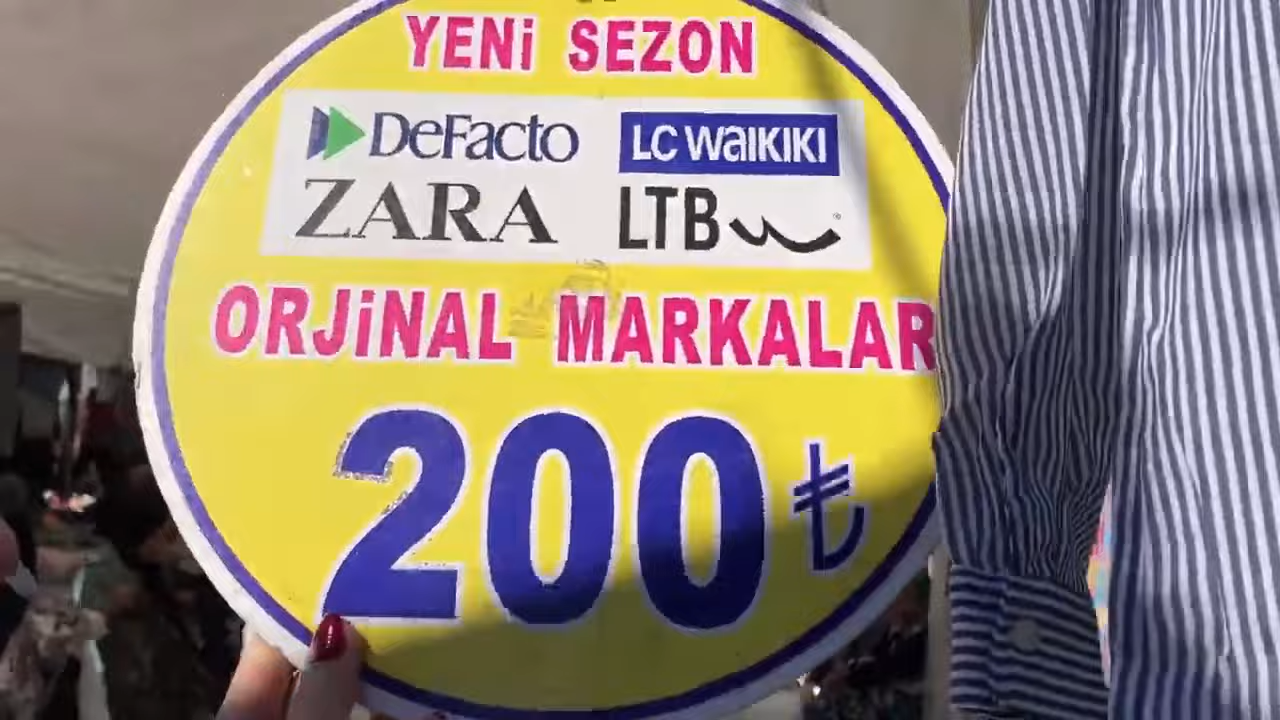 YENi SEZON
DeFacto LC WAIKIKI
ZARA LTB
ORJiNAL MARKALAR
200 ₺